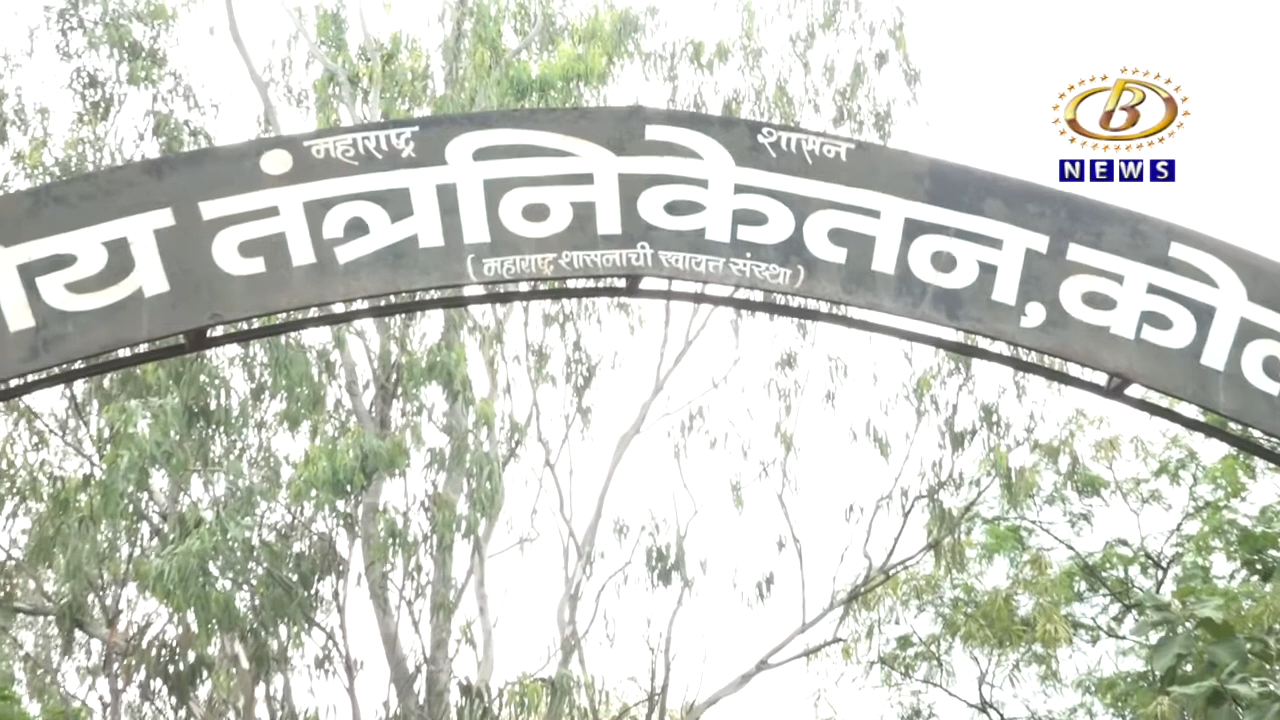 महाराष्ट्र शासन
तंत्रनिकेतन,
( महाराष्ट्र शासनाची स्वायत्त संस्था )
B
NEWS